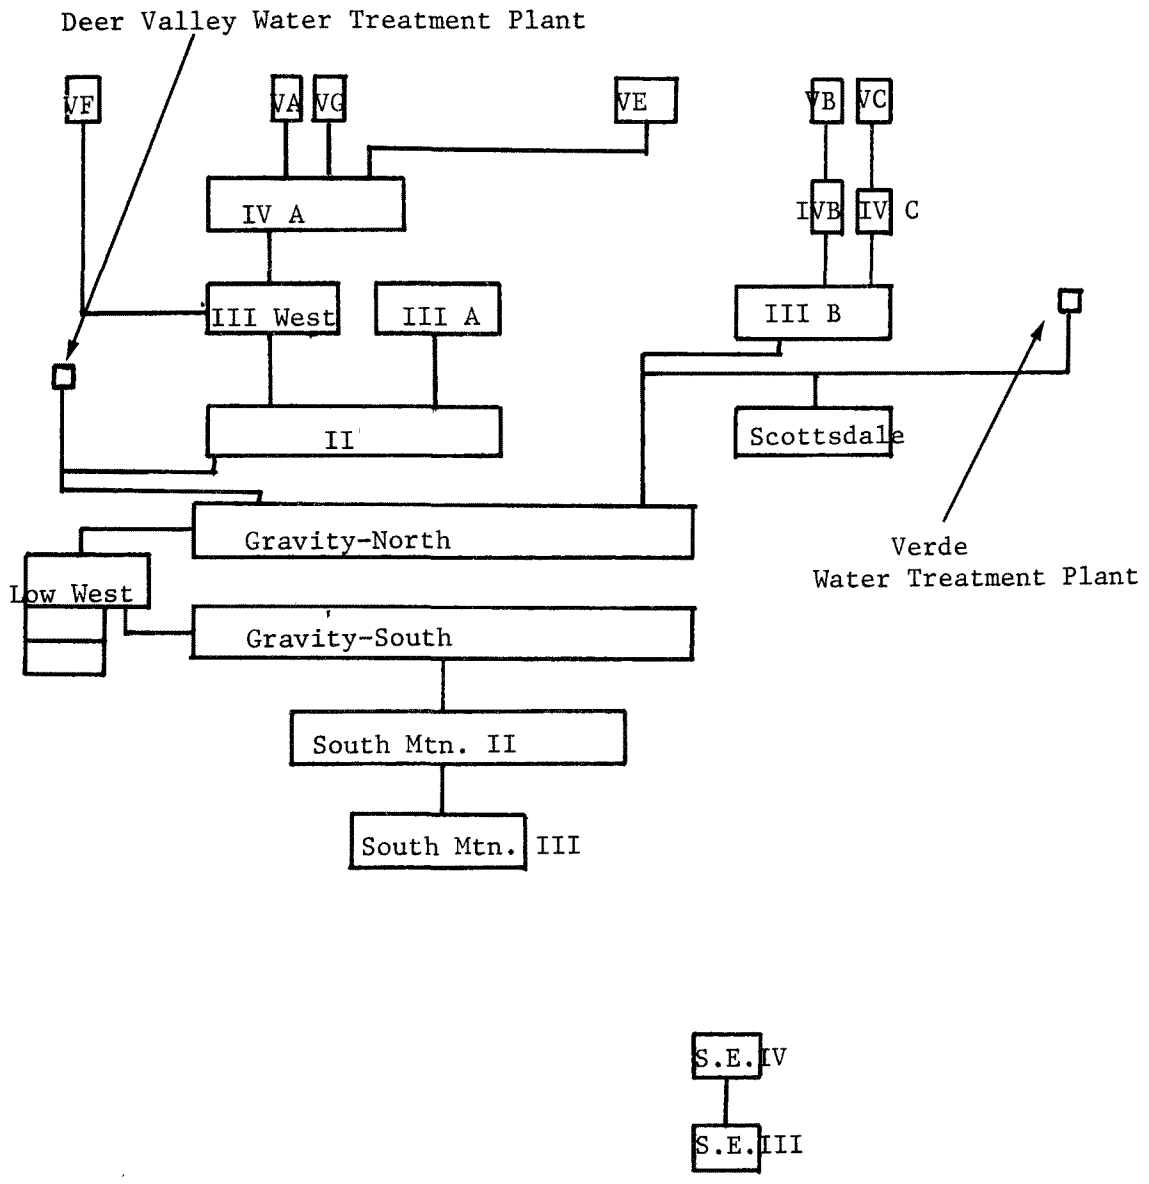 Deer Valley Water Treatment Plant
VF
VA
VG
VE
VB
VC
IV A
IVB
IV C
III West
III A
III B
II
Scottsdale
Gravity-North
Verde
Water Treatment Plant
Low West
Gravity-South
South Mtn. II
South Mtn. III
S.E.IV
S.E.III